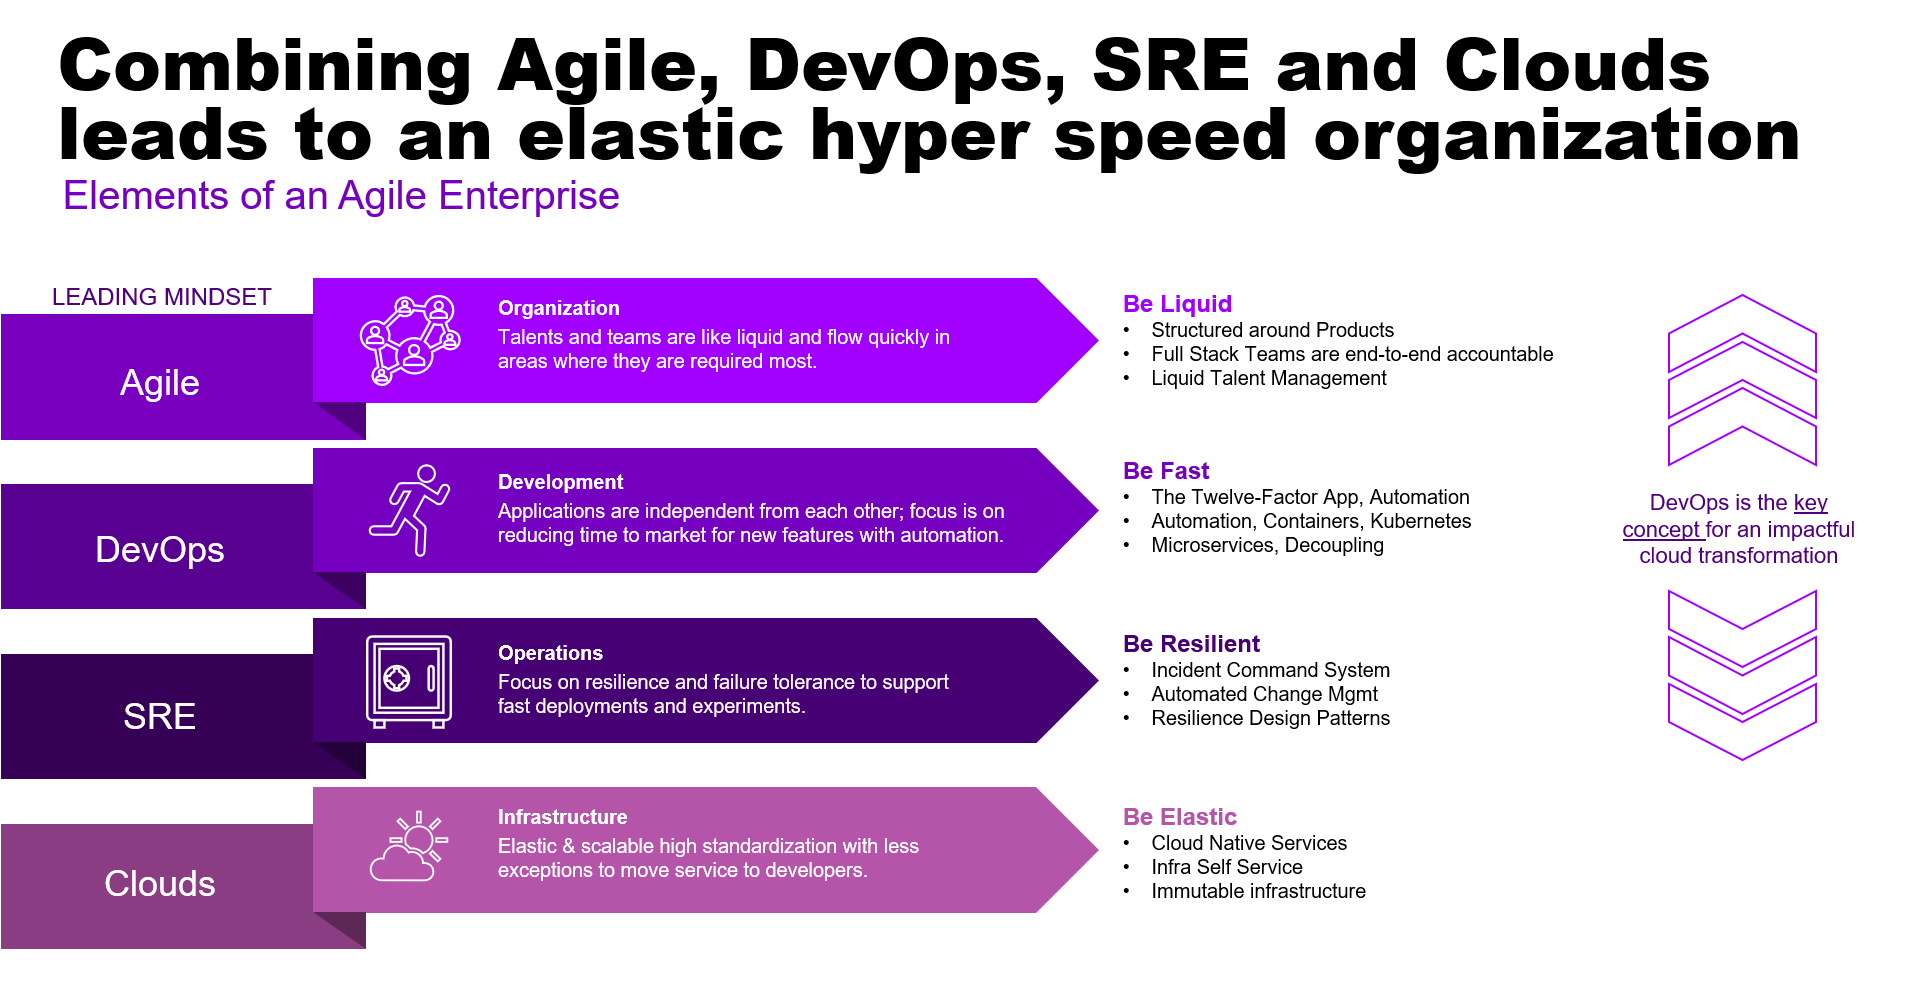 Combining Agile, DevOps, SRE and Clouds
leads to an elastic hyper speed organization
Elements of an Agile Enterprise
LEADING MINDSET
Agile
Organization
Talents and teams are like liquid and flow quickly in
areas where they are required most.
Be Liquid
• Structured around Products
• Full Stack Teams are end-to-end accountable
• Liquid Talent Management
DevOps
Development
Applications are independent from each other; focus is on
reducing time to market for new features with automation.
Be Fast
• The Twelve-Factor App, Automation
• Automation, Containers, Kubernetes
• Microservices, Decoupling
SRE
Operations
Focus on resilience and failure tolerance to support
fast deployments and experiments.
Be Resilient
• Incident Command System
• Automated Change Mgmt
• Resilience Design Patterns
Clouds
Infrastructure
Elastic & scalable high standardization with less
exceptions to move service to developers.
Be Elastic
• Cloud Native Services
• Infra Self Service
• Immutable infrastructure
DevOps is the key
concept for an impactful
cloud transformation